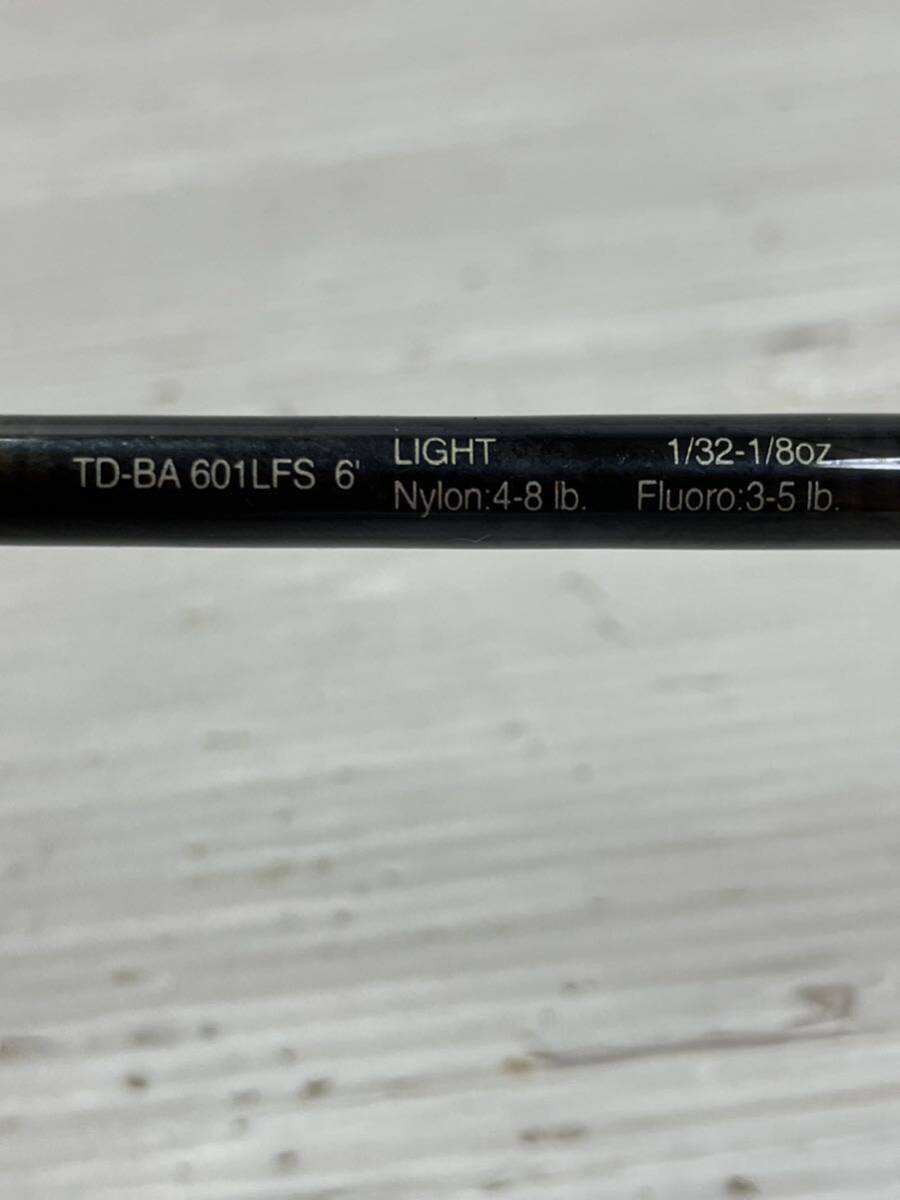 TD-BA 601LFS 6'
LIGHT 1/32-1/8oz
Nylon:4-8 lb. Fluoro:3-5 lb.